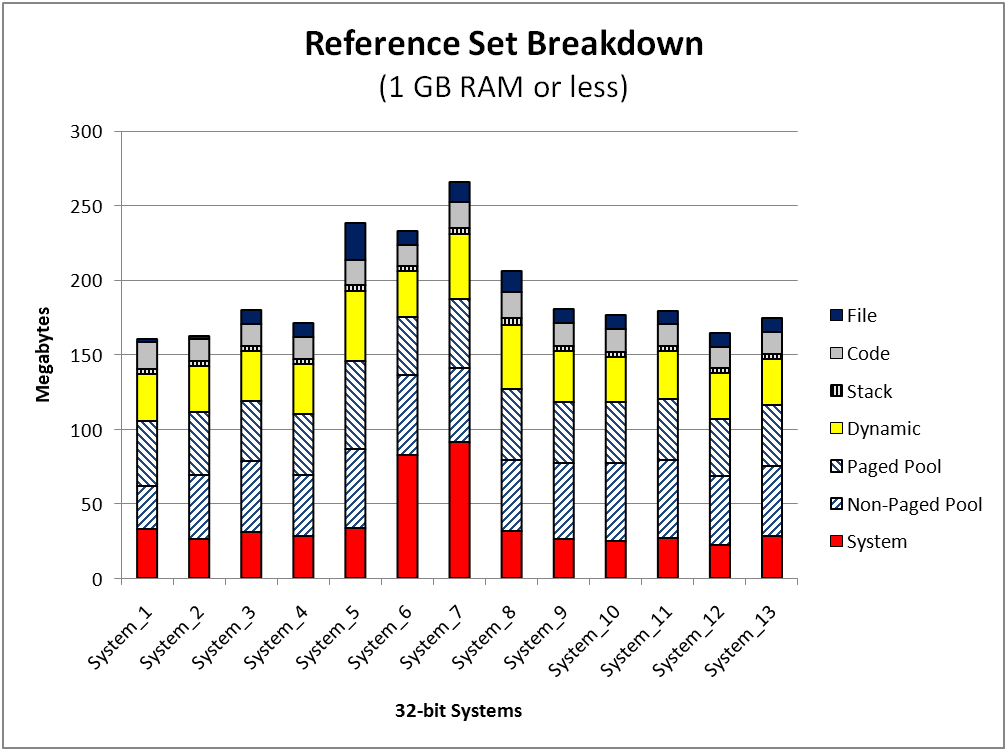 Reference Set Breakdown
(1 GB RAM or less)
300
250
200
150
100
50
0
Megabytes
System_1
System_2
System_3
System_4
System_5
System_6
System_7
System_8
System_9
System_10
System_11
System_12
System_13
32-bit Systems
File
Code
Stack
Dynamic
Paged Pool
Non-Paged Pool
System